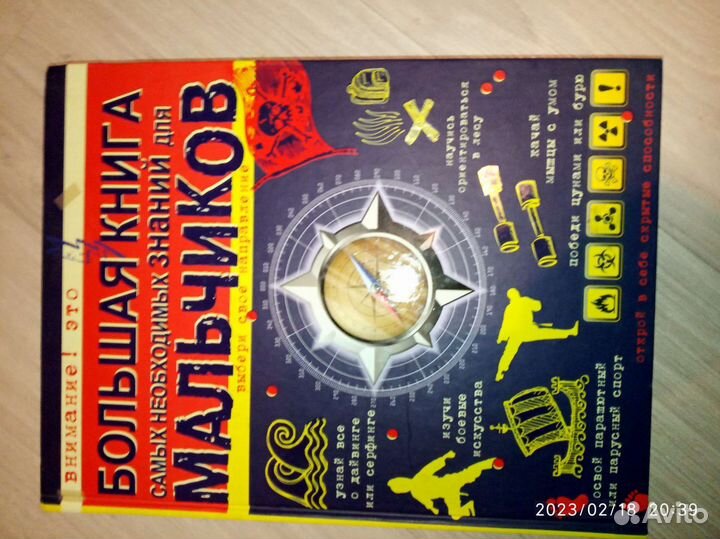 внимание! это
БОЛЬШАЯ КНИГА
САМЫХ НЕОБХОДИМЫХ ЗНАНИЙ ДЛЯ
МАЛЬЧИКОВ
выбери свое направление
научись
ориентироваться
в лесу
качай
мышцы с умом
победи цунами или бурю
узнай все
о дайвинге
или серфинге
изучи
боевые
искусства
освой парашютный
или парусный спорт
открой в себе скрытые способности
2023/02/18 20:39
Avito